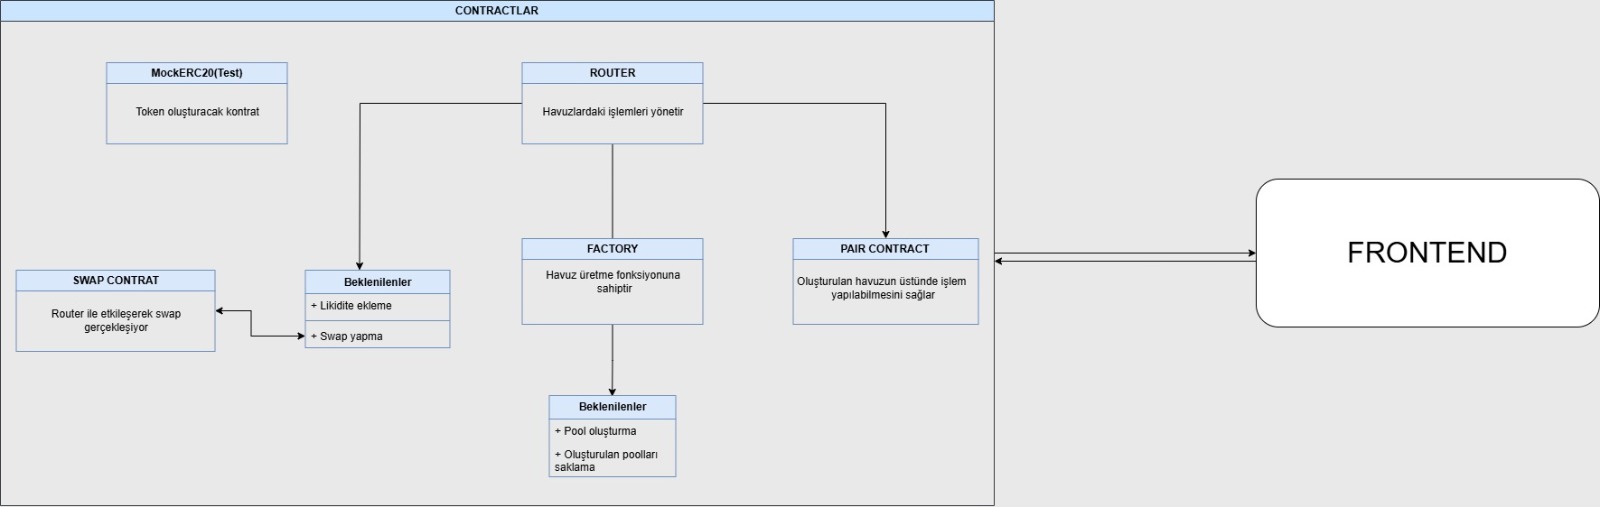 CONTRACTLAR
MockERC20(Test)
Token oluşturacak kontrat
ROUTER
Havuzlardaki işlemleri yönetir
FACTORY
Havuz üretme fonksiyonuna
sahiptir
PAIR CONTRACT
Oluşturulan havuzun üstünde işlem
yapılabilmesini sağlar
SWAP CONTRAT
Router ile etkileşerek swap
gerçekleşiyor
Beklenilenler
+ Likidite ekleme
+ Swap yapma
Beklenilenler
+ Pool oluşturma
+ Oluşturulan poolları
saklama
FRONTEND